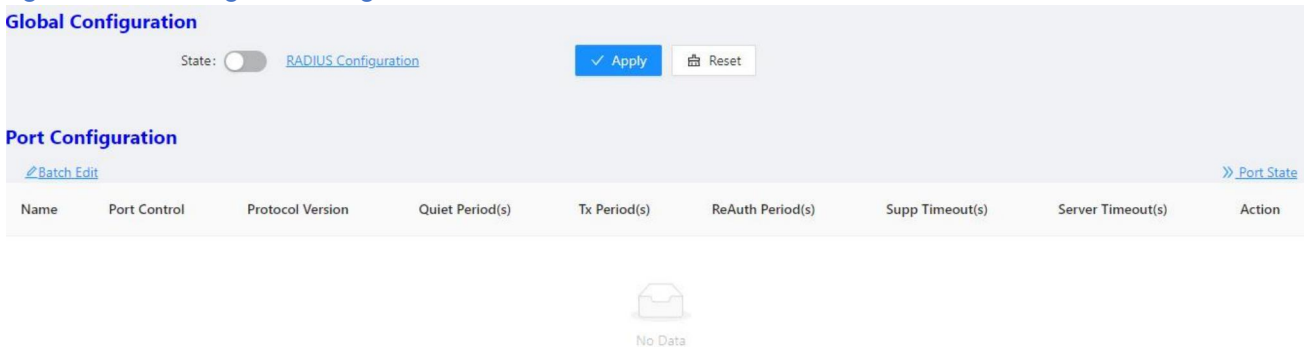 Global Configuration
State: RADIUS Configuration Apply Reset
Port Configuration
Batch Edit Port State
Name Port Control Protocol Version Quiet Period(s) Tx Period(s) ReAuth Period(s) Supp Timeout(s) Server Timeout(s) Action
No Data